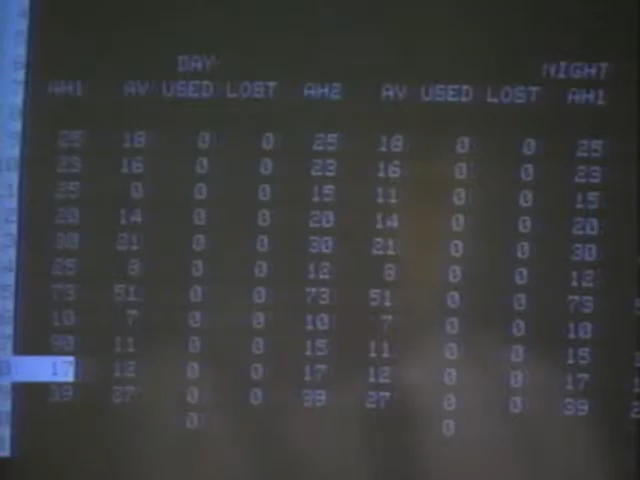 DAY NIGHT
AH1 AV USED LOST AH2 AV USED LOST AH1
25 18 0 0 25 18 0 0 25
23 16 0 0 23 16 0 0 23
25 0 0 0 15 11 0 0 15
20 14 0 0 20 14 0 0 20
30 21 0 0 30 21 0 0 30
25 8 0 0 12 8 0 0 12
73 51 0 0 73 51 0 0 73
10 7 0 0 10 7 0 0 10
90 11 0 0 15 11 0 0 15
17 12 0 0 17 12 0 0 17
39 27 0 0 39 27 0 0 39
0 0